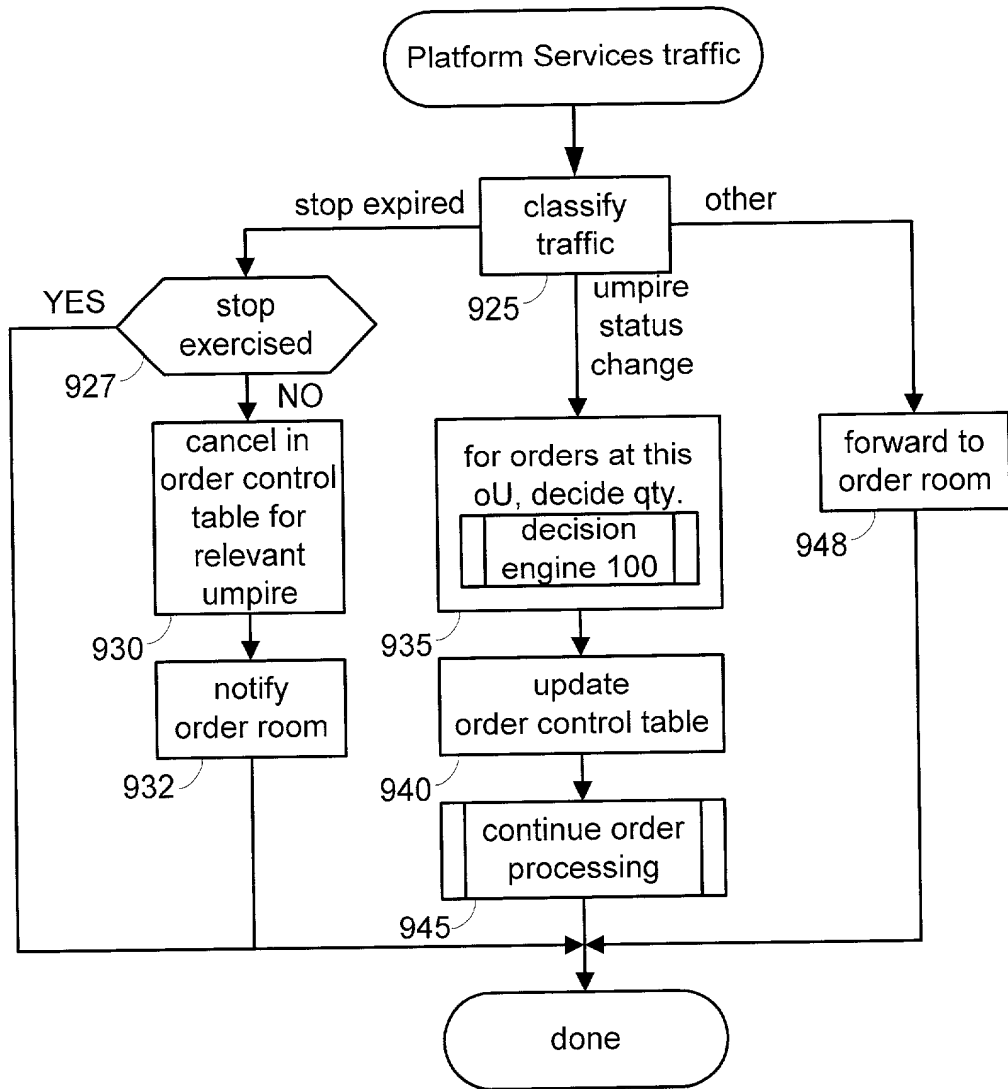 Platform Services traffic
stop expired
classify
traffic
other
925
umpire
status
change
YES
stop
exercised
927
NO
cancel in
order control
table for
relevant
umpire
930
notify
order room
932
for orders at this
oU, decide qty.
decision
engine 100
935
update
order control table
940
continue order
processing
945
forward to
order room
948
done